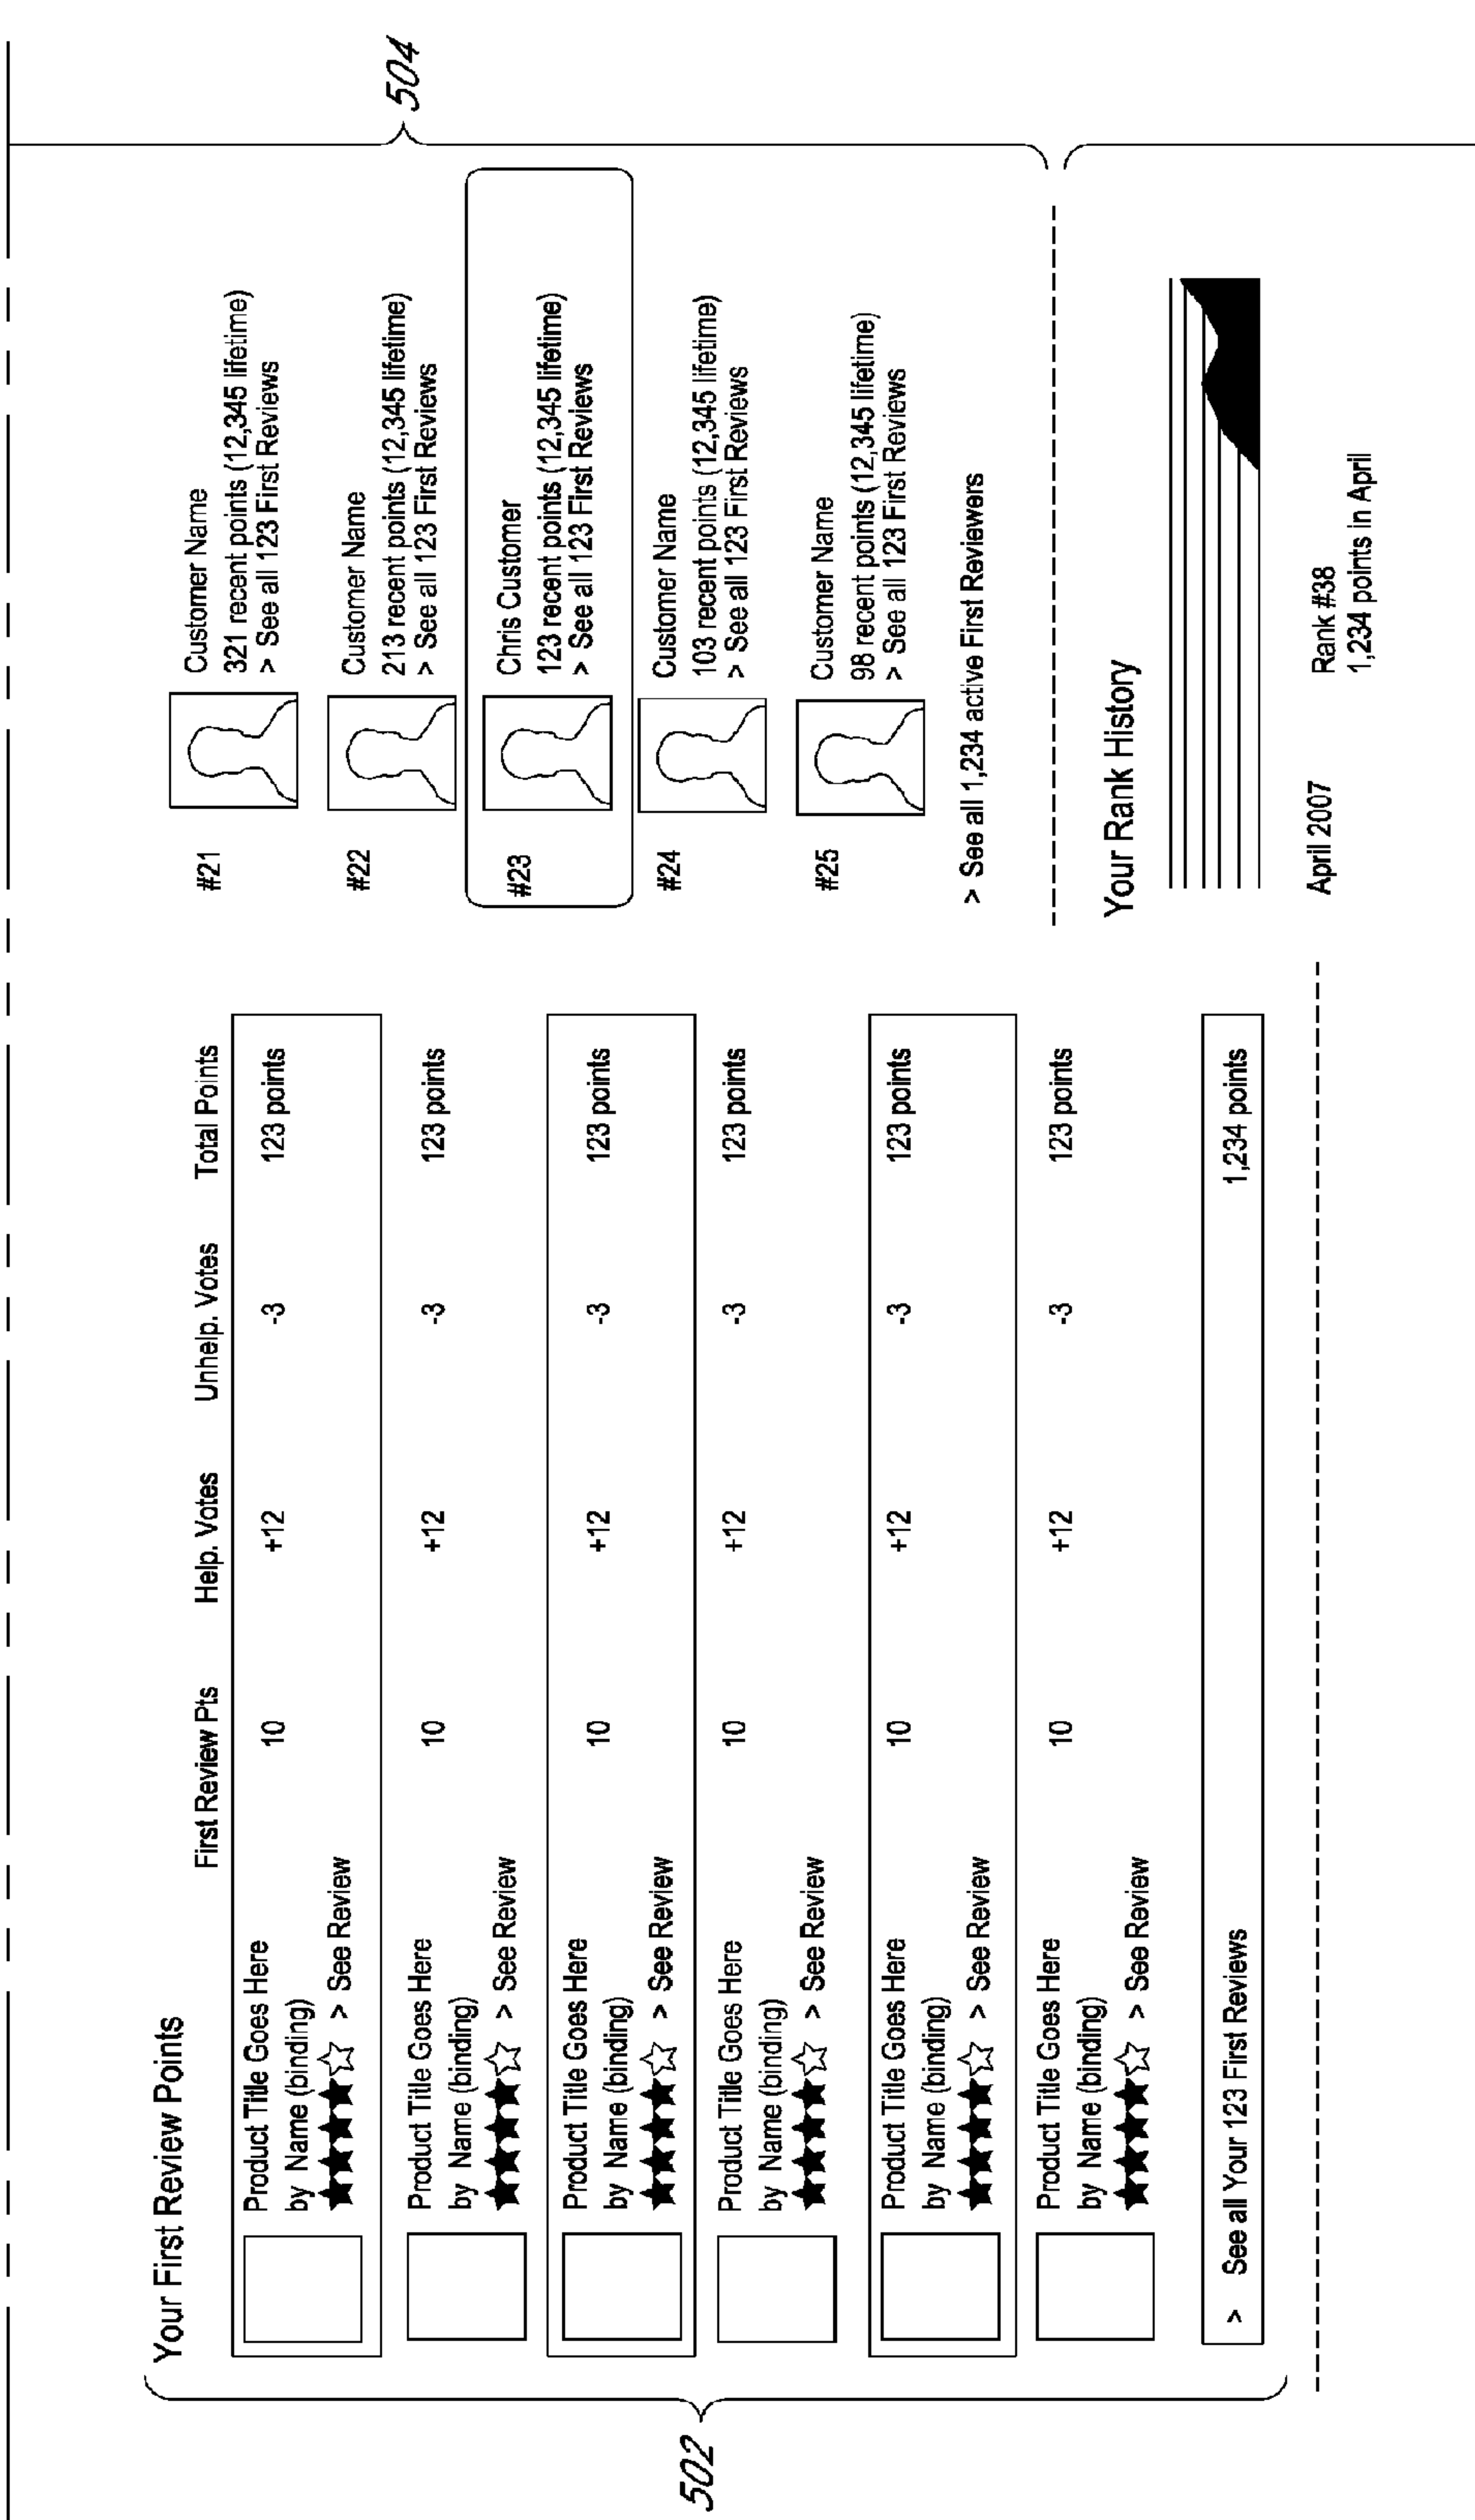 Your First Review Points
First Review Pts Help. Votes Unhelp. Votes Total Points
Product Title Goes Here
by Name (binding)
> See Review
10 +12 -3 123 points
Product Title Goes Here
by Name (binding)
> See Review
10 +12 -3 123 points
Product Title Goes Here
by Name (binding)
> See Review
10 +12 -3 123 points
Product Title Goes Here
by Name (binding)
> See Review
10 +12 -3 123 points
Product Title Goes Here
by Name (binding)
> See Review
10 +12 -3 123 points
Product Title Goes Here
by Name (binding)
> See Review
10 +12 -3 123 points
> See all Your 123 First Reviews 1,234 points
502
#21 Customer Name
321 recent points (12,345 lifetime)
> See all 123 First Reviews
#22 Customer Name
213 recent points (12,345 lifetime)
> See all 123 First Reviews
#23 Chris Customer
123 recent points (12,345 lifetime)
> See all 123 First Reviews
#24 Customer Name
103 recent points (12,345 lifetime)
> See all 123 First Reviews
#25 Customer Name
98 recent points (12,345 lifetime)
> See all 123 First Reviews
> See all 1,234 active First Reviewers
504
Your Rank History
April 2007 Rank #38
1,234 points in April